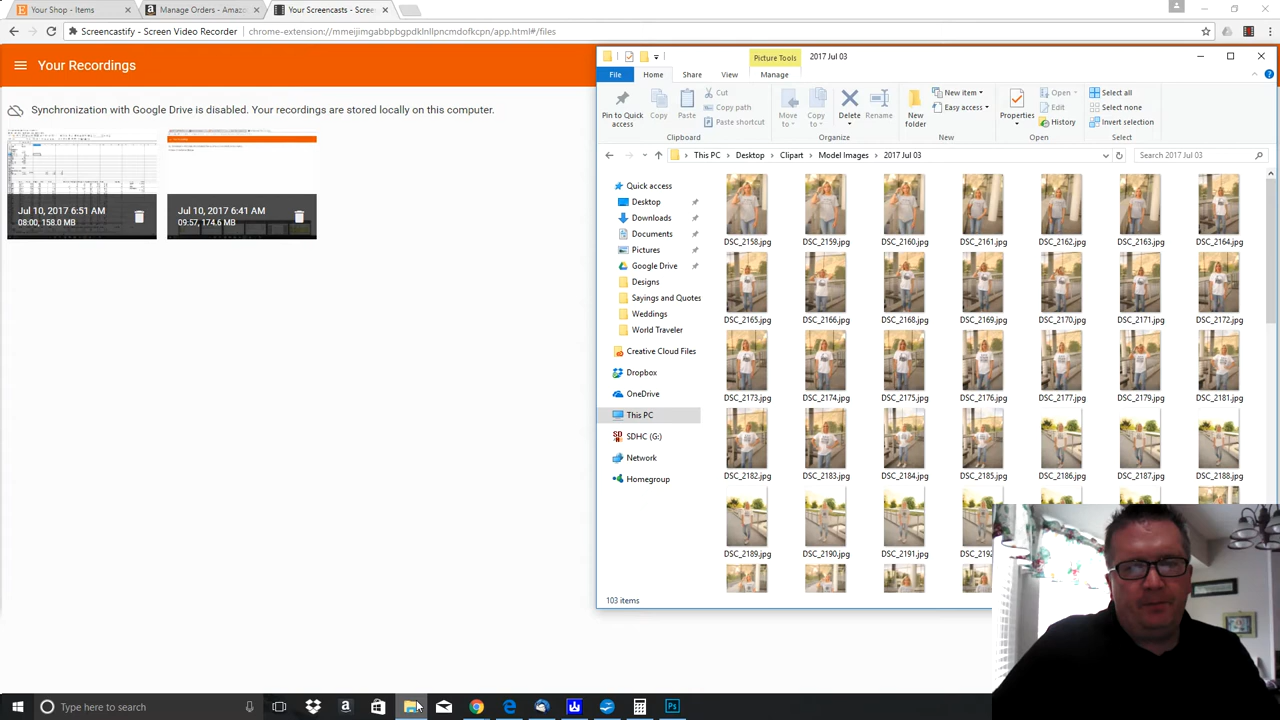 Your Shop - Items
Manage Orders - Amazo
Your Screencasts - Scree
Screencastify - Screen Video Recorder
chrome-extension://mmeijimgabbpbgpdklnllpncmdofkcpn/app.html#/files
Your Recordings
Synchronization with Google Drive is disabled. Your recordings are stored locally on this computer.
Jul 10, 2017 6:51 AM
08:00, 158.0 MB
Jul 10, 2017 6:41 AM
09:57, 174.6 MB
Picture Tools
2017 Jul 03
File
Home
Share
View
Manage
Pin to Quick access
Copy
Paste
Cut
Copy path
Paste shortcut
Clipboard
Move to
Copy to
Delete
Rename
Organize
New folder
New item
Easy access
New
Properties
Open
Edit
History
Open
Select all
Select none
Invert selection
Select
This PC
Desktop
Clipart
Model Images
2017 Jul 03
Search 2017 Jul 03
Quick access
Desktop
Downloads
Documents
Pictures
Google Drive
Designs
Sayings and Quotes
Weddings
World Traveler
Creative Cloud Files
Dropbox
OneDrive
This PC
SDHC (G:)
Network
Homegroup
DSC_2158.jpg DSC_2159.jpg DSC_2160.jpg DSC_2161.jpg DSC_2162.jpg DSC_2163.jpg DSC_2164.jpg
DSC_2165.jpg DSC_2166.jpg DSC_2168.jpg DSC_2169.jpg DSC_2170.jpg DSC_2171.jpg DSC_2172.jpg
DSC_2173.jpg DSC_2174.jpg DSC_2175.jpg DSC_2176.jpg DSC_2177.jpg DSC_2179.jpg DSC_2181.jpg
DSC_2182.jpg DSC_2183.jpg DSC_2184.jpg DSC_2185.jpg DSC_2186.jpg DSC_2187.jpg DSC_2188.jpg
DSC_2189.jpg DSC_2190.jpg DSC_2191.jpg
103 items
Type here to search